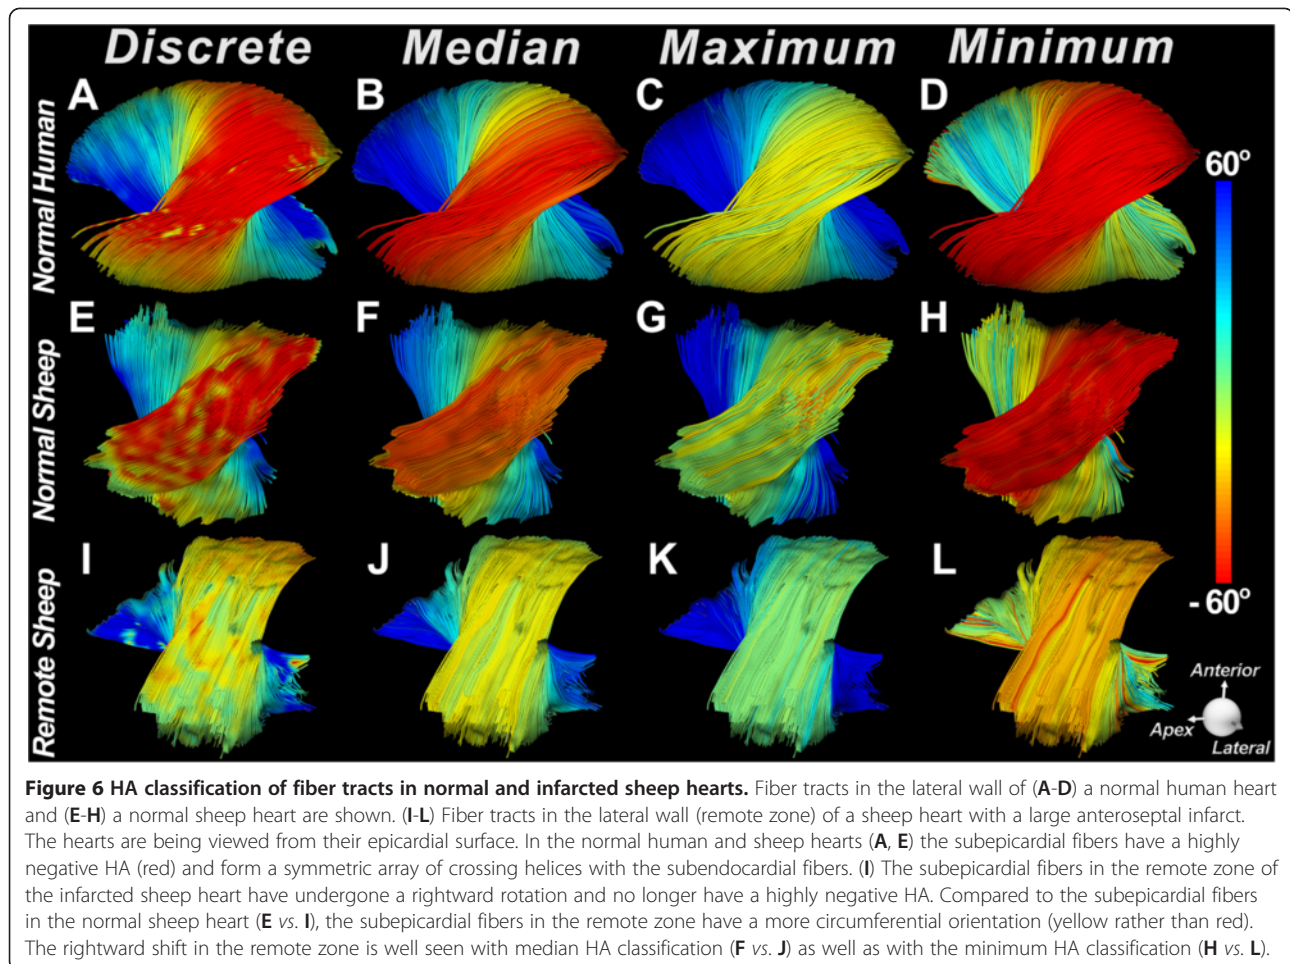 Discrete Median Maximum Minimum
A B C D
Normal Human
60°
E F G H
Normal Sheep
I J K L
Remote Sheep
- 60°
Anterior
Apex
Lateral
Figure 6 HA classification of fiber tracts in normal and infarcted sheep hearts. Fiber tracts in the lateral wall of (A-D) a normal human heart
and (E-H) a normal sheep heart are shown. (I-L) Fiber tracts in the lateral wall (remote zone) of a sheep heart with a large anteroseptal infarct.
The hearts are being viewed from their epicardial surface. In the normal human and sheep hearts (A, E) the subepicardial fibers have a highly
negative HA (red) and form a symmetric array of crossing helices with the subendocardial fibers. (I) The subepicardial fibers in the remote zone of
the infarcted sheep heart have undergone a rightward rotation and no longer have a highly negative HA. Compared to the subepicardial fibers
in the normal sheep heart (E vs. I), the subepicardial fibers in the remote zone have a more circumferential orientation (yellow rather than red).
The rightward shift in the remote zone is well seen with median HA classification (F vs. J) as well as with the minimum HA classification (H vs. L).